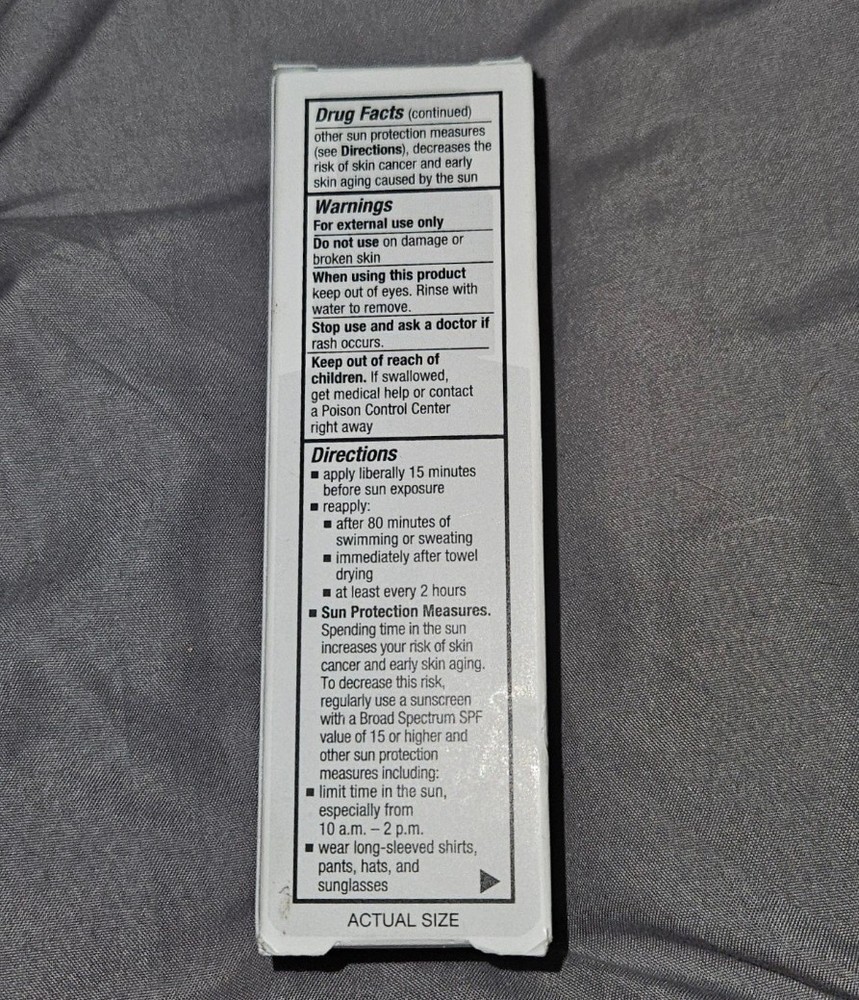 Drug Facts (continued)
other sun protection measures
(see Directions), decreases the
risk of skin cancer and early
skin aging caused by the sun
Warnings
For external use only
Do not use on damage or
broken skin
When using this product
keep out of eyes. Rinse with
water to remove.
Stop use and ask a doctor if
rash occurs.
Keep out of reach of
children. If swallowed,
get medical help or contact
a Poison Control Center
right away
Directions
■ apply liberally 15 minutes
before sun exposure
■ reapply:
■ after 80 minutes of
swimming or sweating
■ immediately after towel
drying
■ at least every 2 hours
■ Sun Protection Measures.
Spending time in the sun
increases your risk of skin
cancer and early skin aging.
To decrease this risk,
regularly use a sunscreen
with a Broad Spectrum SPF
value of 15 or higher and
other sun protection
measures including:
■ limit time in the sun,
especially from
10 a.m. – 2 p.m.
■ wear long-sleeved shirts,
pants, hats, and
sunglasses
ACTUAL SIZE